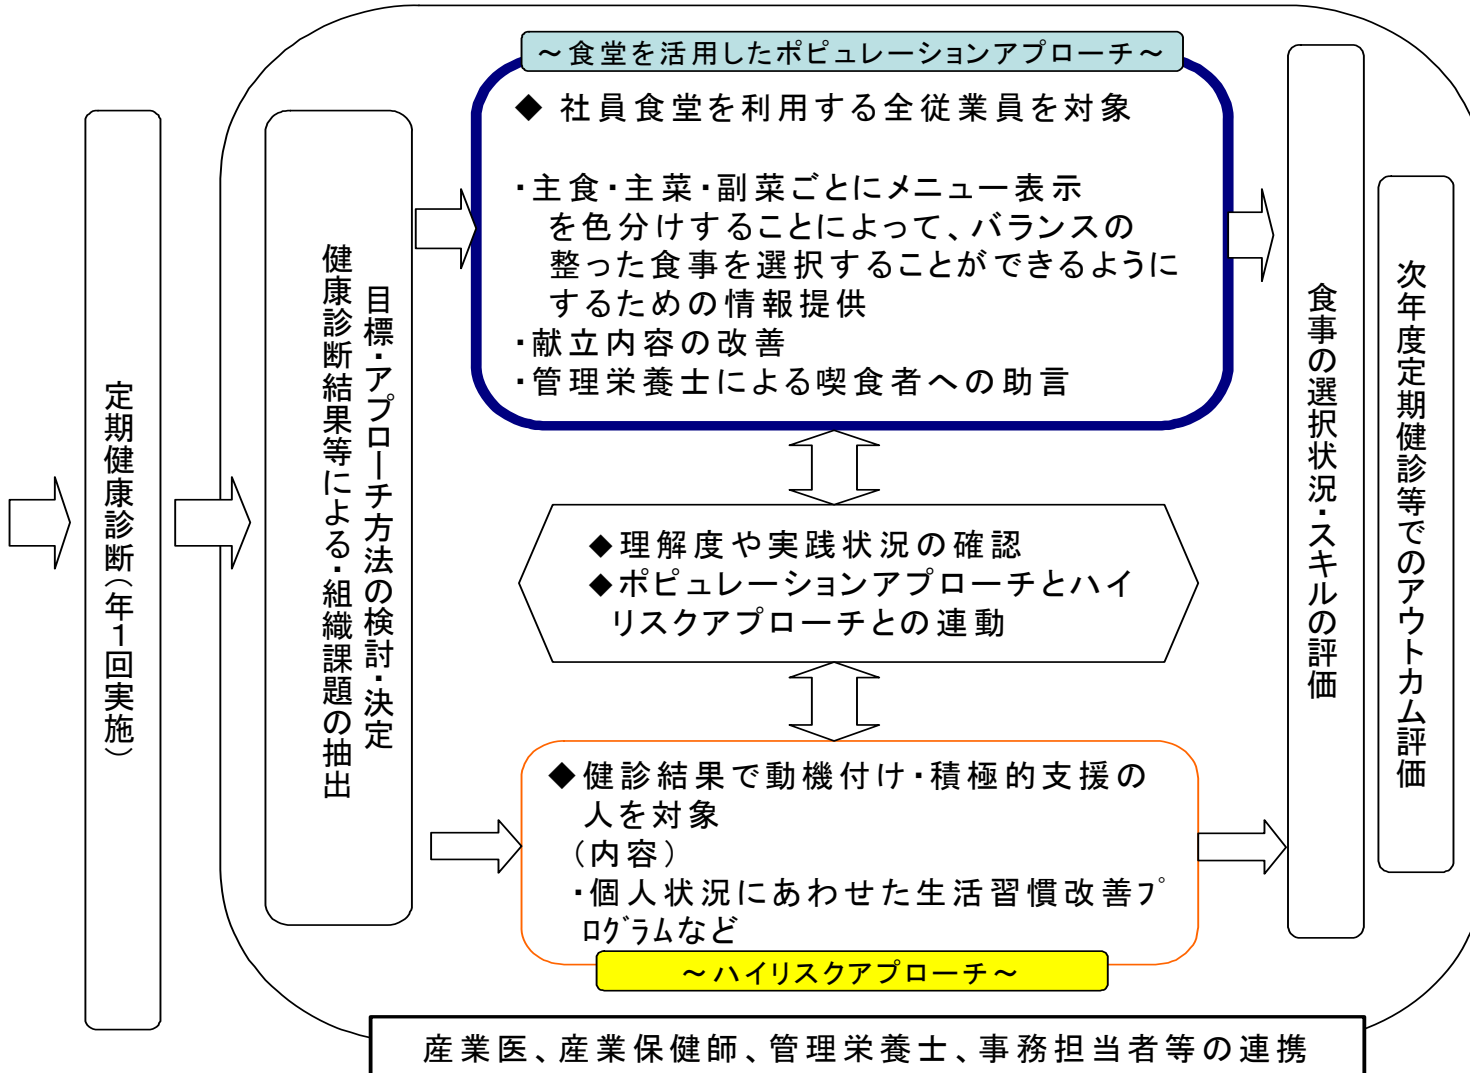 定期健康診断（年１回実施）
目標・アプローチ方法の検討・決定
健康診断結果等による・組織課題の抽出
～食堂を活用したポピュレーションアプローチ～
◆ 社員食堂を利用する全従業員を対象
・主食・主菜・副菜ごとにメニュー表示
を色分けすることによって、バランスの
整った食事を選択することができるように
するための情報提供
・献立内容の改善
・管理栄養士による喫食者への助言
◆理解度や実践状況の確認
◆ポピュレーションアプローチとハイ
リスクアプローチとの連動
◆健診結果で動機付け・積極的支援の
人を対象
（内容）
・個人状況にあわせた生活習慣改善ﾌﾟ
ﾛｸﾞﾗﾑなど
～ハイリスクアプローチ～
食事の選択状況・スキルの評価
次年度定期健診等でのアウトカム評価
産業医、産業保健師、管理栄養士、事務担当者等の連携